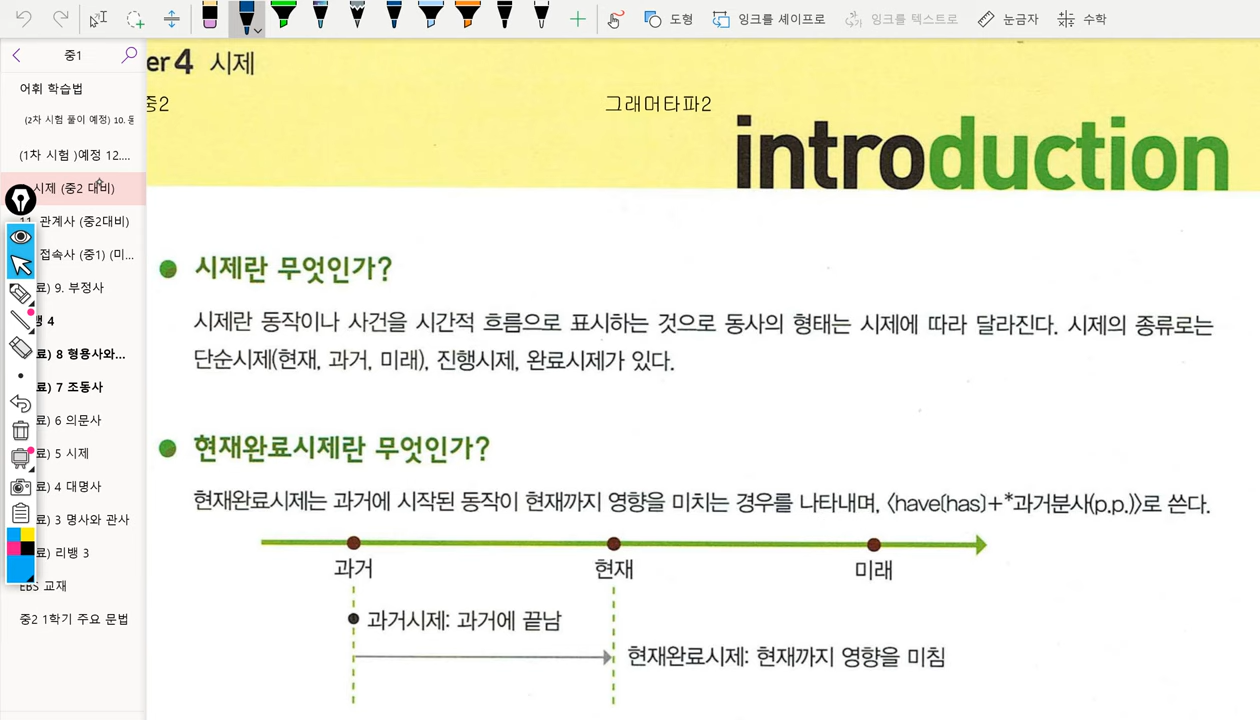 도형
잉크를 셰이프로
잉크를 텍스트로
눈금자
수학
중1
어휘 학습법
(2차 시험 풀이 예정) 10.
(1차 시험 )예정 12....
시제 (중2 대비)
11. 관계사 (중2대비)
접속사 (중1) (미...
료) 9. 부정사
뱅 4
료) 8 형용사와...
료) 7 조동사
료) 6 의문사
료) 5 시제
료) 4 대명사
료) 3 명사와 관사
료) 리뱅 3
EBS 교재
중2 1학기 주요 문법
er 4 시제
중2
그래머타파2
introduction
시제란 무엇인가?
시제란 동작이나 사건을 시간적 흐름으로 표시하는 것으로 동사의 형태는 시제에 따라 달라진다. 시제의 종류로는
단순시제(현재, 과거, 미래), 진행시제, 완료시제가 있다.
현재완료시제란 무엇인가?
현재완료시제는 과거에 시작된 동작이 현재까지 영향을 미치는 경우를 나타내며, 〈have(has)+*과거분사(p.p.)〉로 쓴다.
과거 현재 미래
과거시제: 과거에 끝남
현재완료시제: 현재까지 영향을 미침